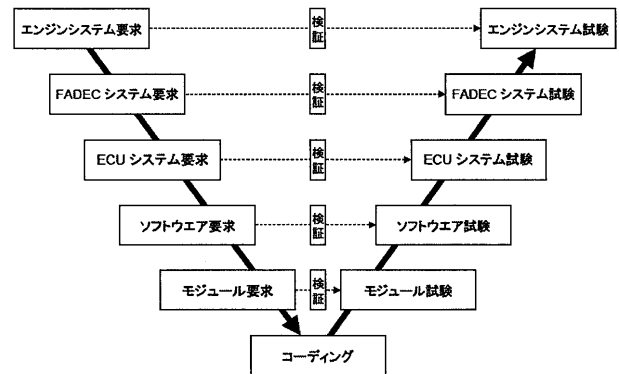 エンジンシステム要求
検証
エンジンシステム試験
FADEC システム要求
検証
FADEC システム試験
ECU システム要求
検証
ECU システム試験
ソフトウエア要求
検証
ソフトウエア試験
モジュール要求
検証
モジュール試験
コーディング